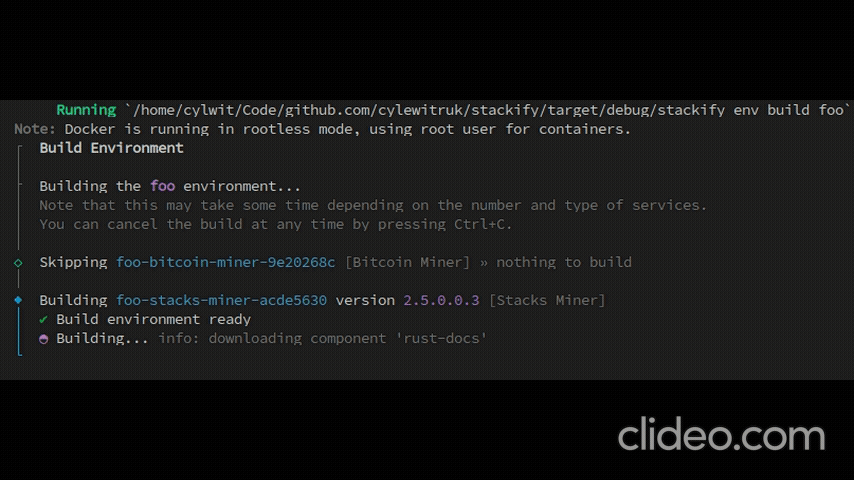 Running `/home/cylwit/Code/github.com/cylewitruk/stackify/target/debug/stackify env build foo`
Note: Docker is running in rootless mode, using root user for containers.
Build Environment
Building the foo environment...
Note that this may take some time depending on the number and type of services.
You can cancel the build at any time by pressing Ctrl+C.
◇ Skipping foo-bitcoin-miner-9e20268c [Bitcoin Miner] » nothing to build
◆ Building foo-stacks-miner-acde5630 version 2.5.0.0.3 [Stacks Miner]
✔ Build environment ready
◓ Building... info: downloading component 'rust-docs'
clideo.com